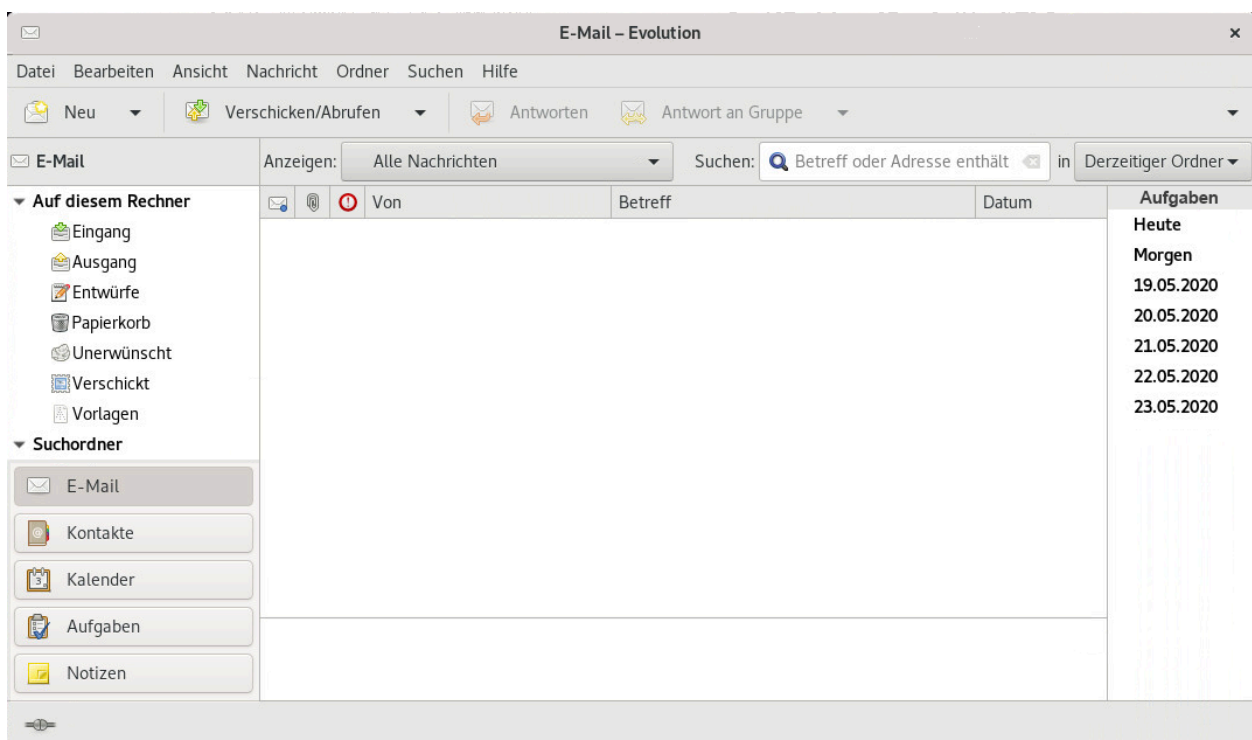 E-Mail – Evolution
Datei Bearbeiten Ansicht Nachricht Ordner Suchen Hilfe
Neu Verschicken/Abrufen Antworten Antwort an Gruppe
E-Mail Anzeigen: Alle Nachrichten Suchen: Betreff oder Adresse enthält in Derzeitiger Ordner
Auf diesem Rechner
Eingang
Ausgang
Entwürfe
Papierkorb
Unerwünscht
Verschickt
Vorlagen
Suchordner
E-Mail
Kontakte
Kalender
Aufgaben
Notizen
Von Betreff Datum
Aufgaben
Heute
Morgen
19.05.2020
20.05.2020
21.05.2020
22.05.2020
23.05.2020